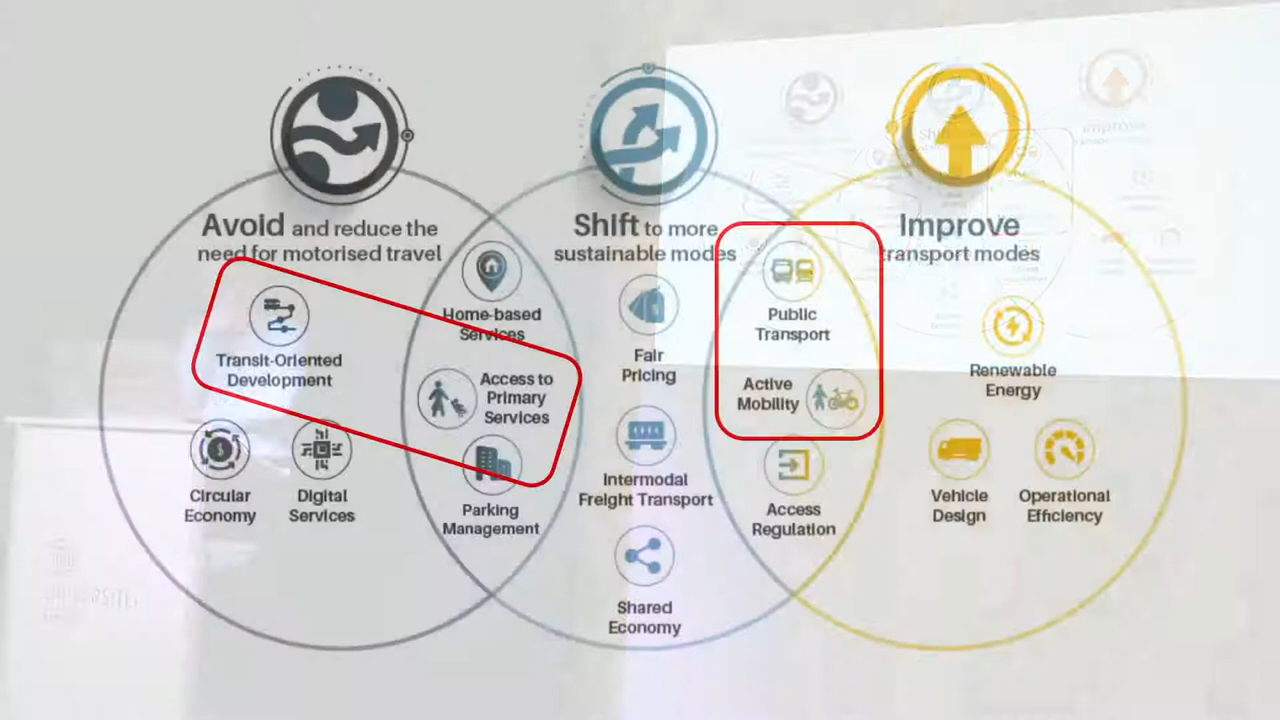 Avoid and reduce the
need for motorised travel
Transit-Oriented
Development
Circular
Economy
Digital
Services
Home-based
Services
Access to
Primary
Services
Parking
Management
Shift to more
sustainable modes
Fair
Pricing
Intermodal
Freight Transport
Shared
Economy
Public
Transport
Active
Mobility
Access
Regulation
Improve
transport modes
Renewable
Energy
Vehicle
Design
Operational
Efficiency